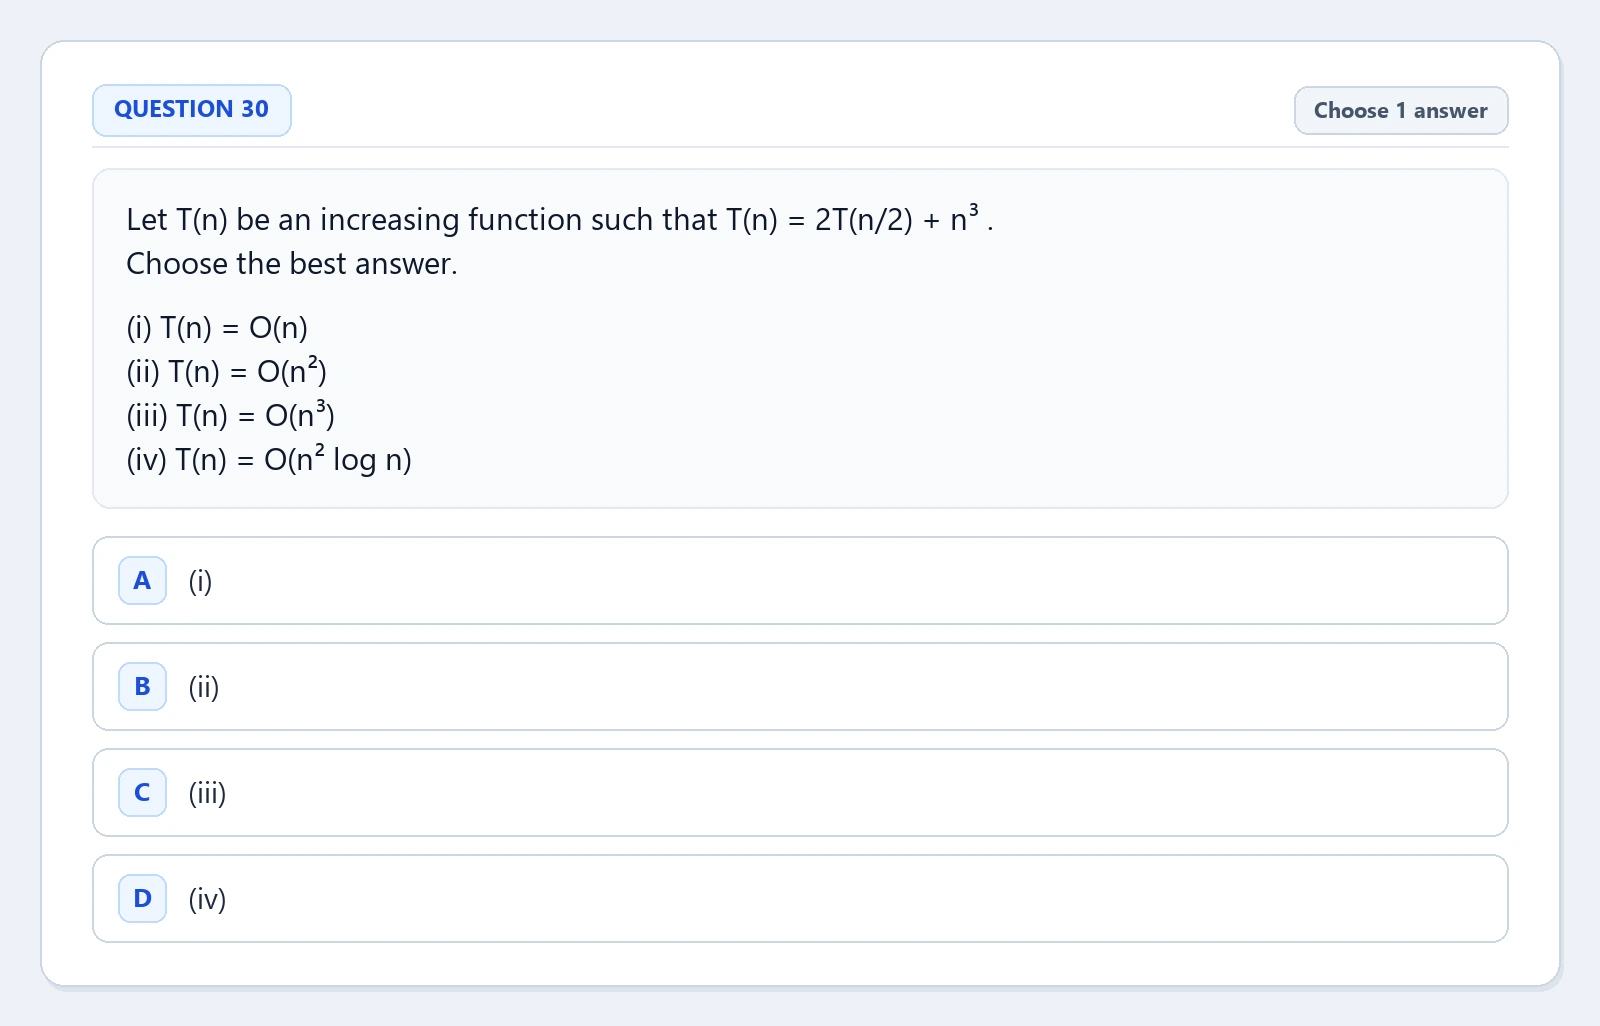 QUESTION 30
Choose 1 answer
Let T(n) be an increasing function such that T(n) = 2T(n/2) + n³ .
Choose the best answer.
(i) T(n) = O(n)
(ii) T(n) = O(n²)
(iii) T(n) = O(n³)
(iv) T(n) = O(n² log n)
A (i)
B (ii)
C (iii)
D (iv)